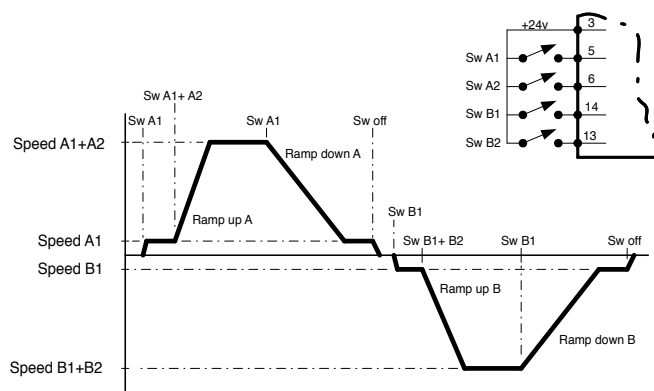 +24v
3
Sw A1
5
Sw A2
6
Sw B1
14
Sw B2
13
Sw A1+ A2
Sw A1
Sw A1
Sw off
Speed A1+A2
Ramp down A
Ramp up A
Sw B1
Speed A1
Sw B1+ B2
Sw B1
Sw off
Speed B1
Ramp up B
Ramp down B
Speed B1+B2